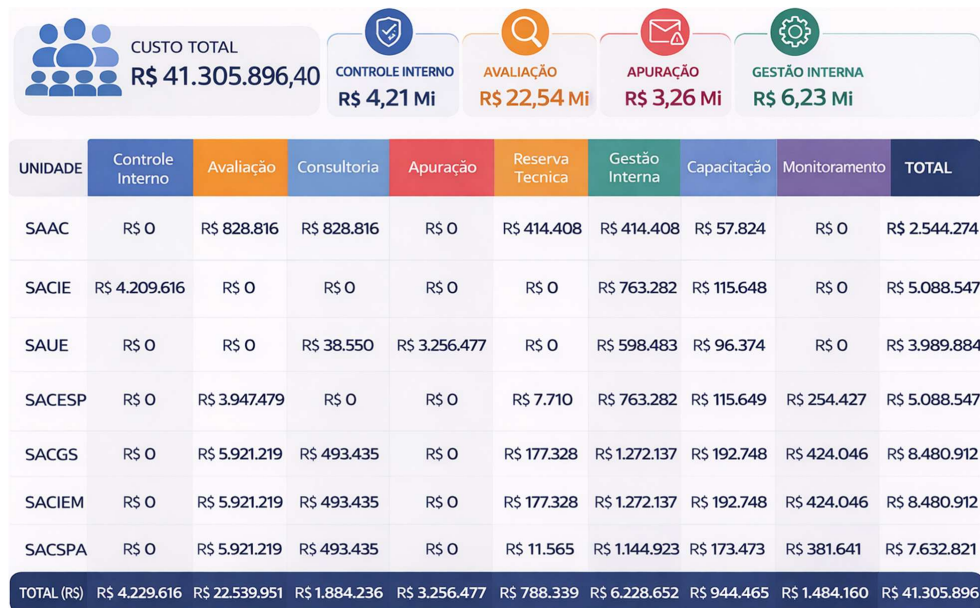 CUSTO TOTAL
R$ 41.305.896,40
CONTROLE INTERNO
R$ 4,21 Mi
AVALIAÇÃO
R$ 22,54 Mi
APURAÇÃO
R$ 3,26 Mi
GESTÃO INTERNA
R$ 6,23 Mi
UNIDADE Controle Interno Avaliação Consultoria Apuração Reserva Tecnica Gestão Interna Capacitação Monitoramento TOTAL
SAAC R$ 0 R$ 828.816 R$ 828.816 R$ 0 R$ 414.408 R$ 414.408 R$ 57.824 R$ 0 R$ 2.544.274
SACIE R$ 4.209.616 R$ 0 R$ 0 R$ 0 R$ 0 R$ 763.282 R$ 115.648 R$ 0 R$ 5.088.547
SAUE R$ 0 R$ 0 R$ 38.550 R$ 3.256.477 R$ 0 R$ 598.483 R$ 96.374 R$ 0 R$ 3.989.884
SACESP R$ 0 R$ 3.947.479 R$ 0 R$ 0 R$ 7.710 R$ 763.282 R$ 115.649 R$ 254.427 R$ 5.088.547
SACGS R$ 0 R$ 5.921.219 R$ 493.435 R$ 0 R$ 177.328 R$ 1.272.137 R$ 192.748 R$ 424.046 R$ 8.480.912
SACIEM R$ 0 R$ 5.921.219 R$ 493.435 R$ 0 R$ 177.328 R$ 1.272.137 R$ 192.748 R$ 424.046 R$ 8.480.912
SACSPA R$ 0 R$ 5.921.219 R$ 493.435 R$ 0 R$ 11.565 R$ 1.144.923 R$ 173.473 R$ 381.641 R$ 7.632.821
TOTAL (R$) R$ 4.229.616 R$ 22.539.951 R$ 1.884.236 R$ 3.256.477 R$ 788.339 R$ 6.228.652 R$ 944.465 R$ 1.484.160 R$ 41.305.896